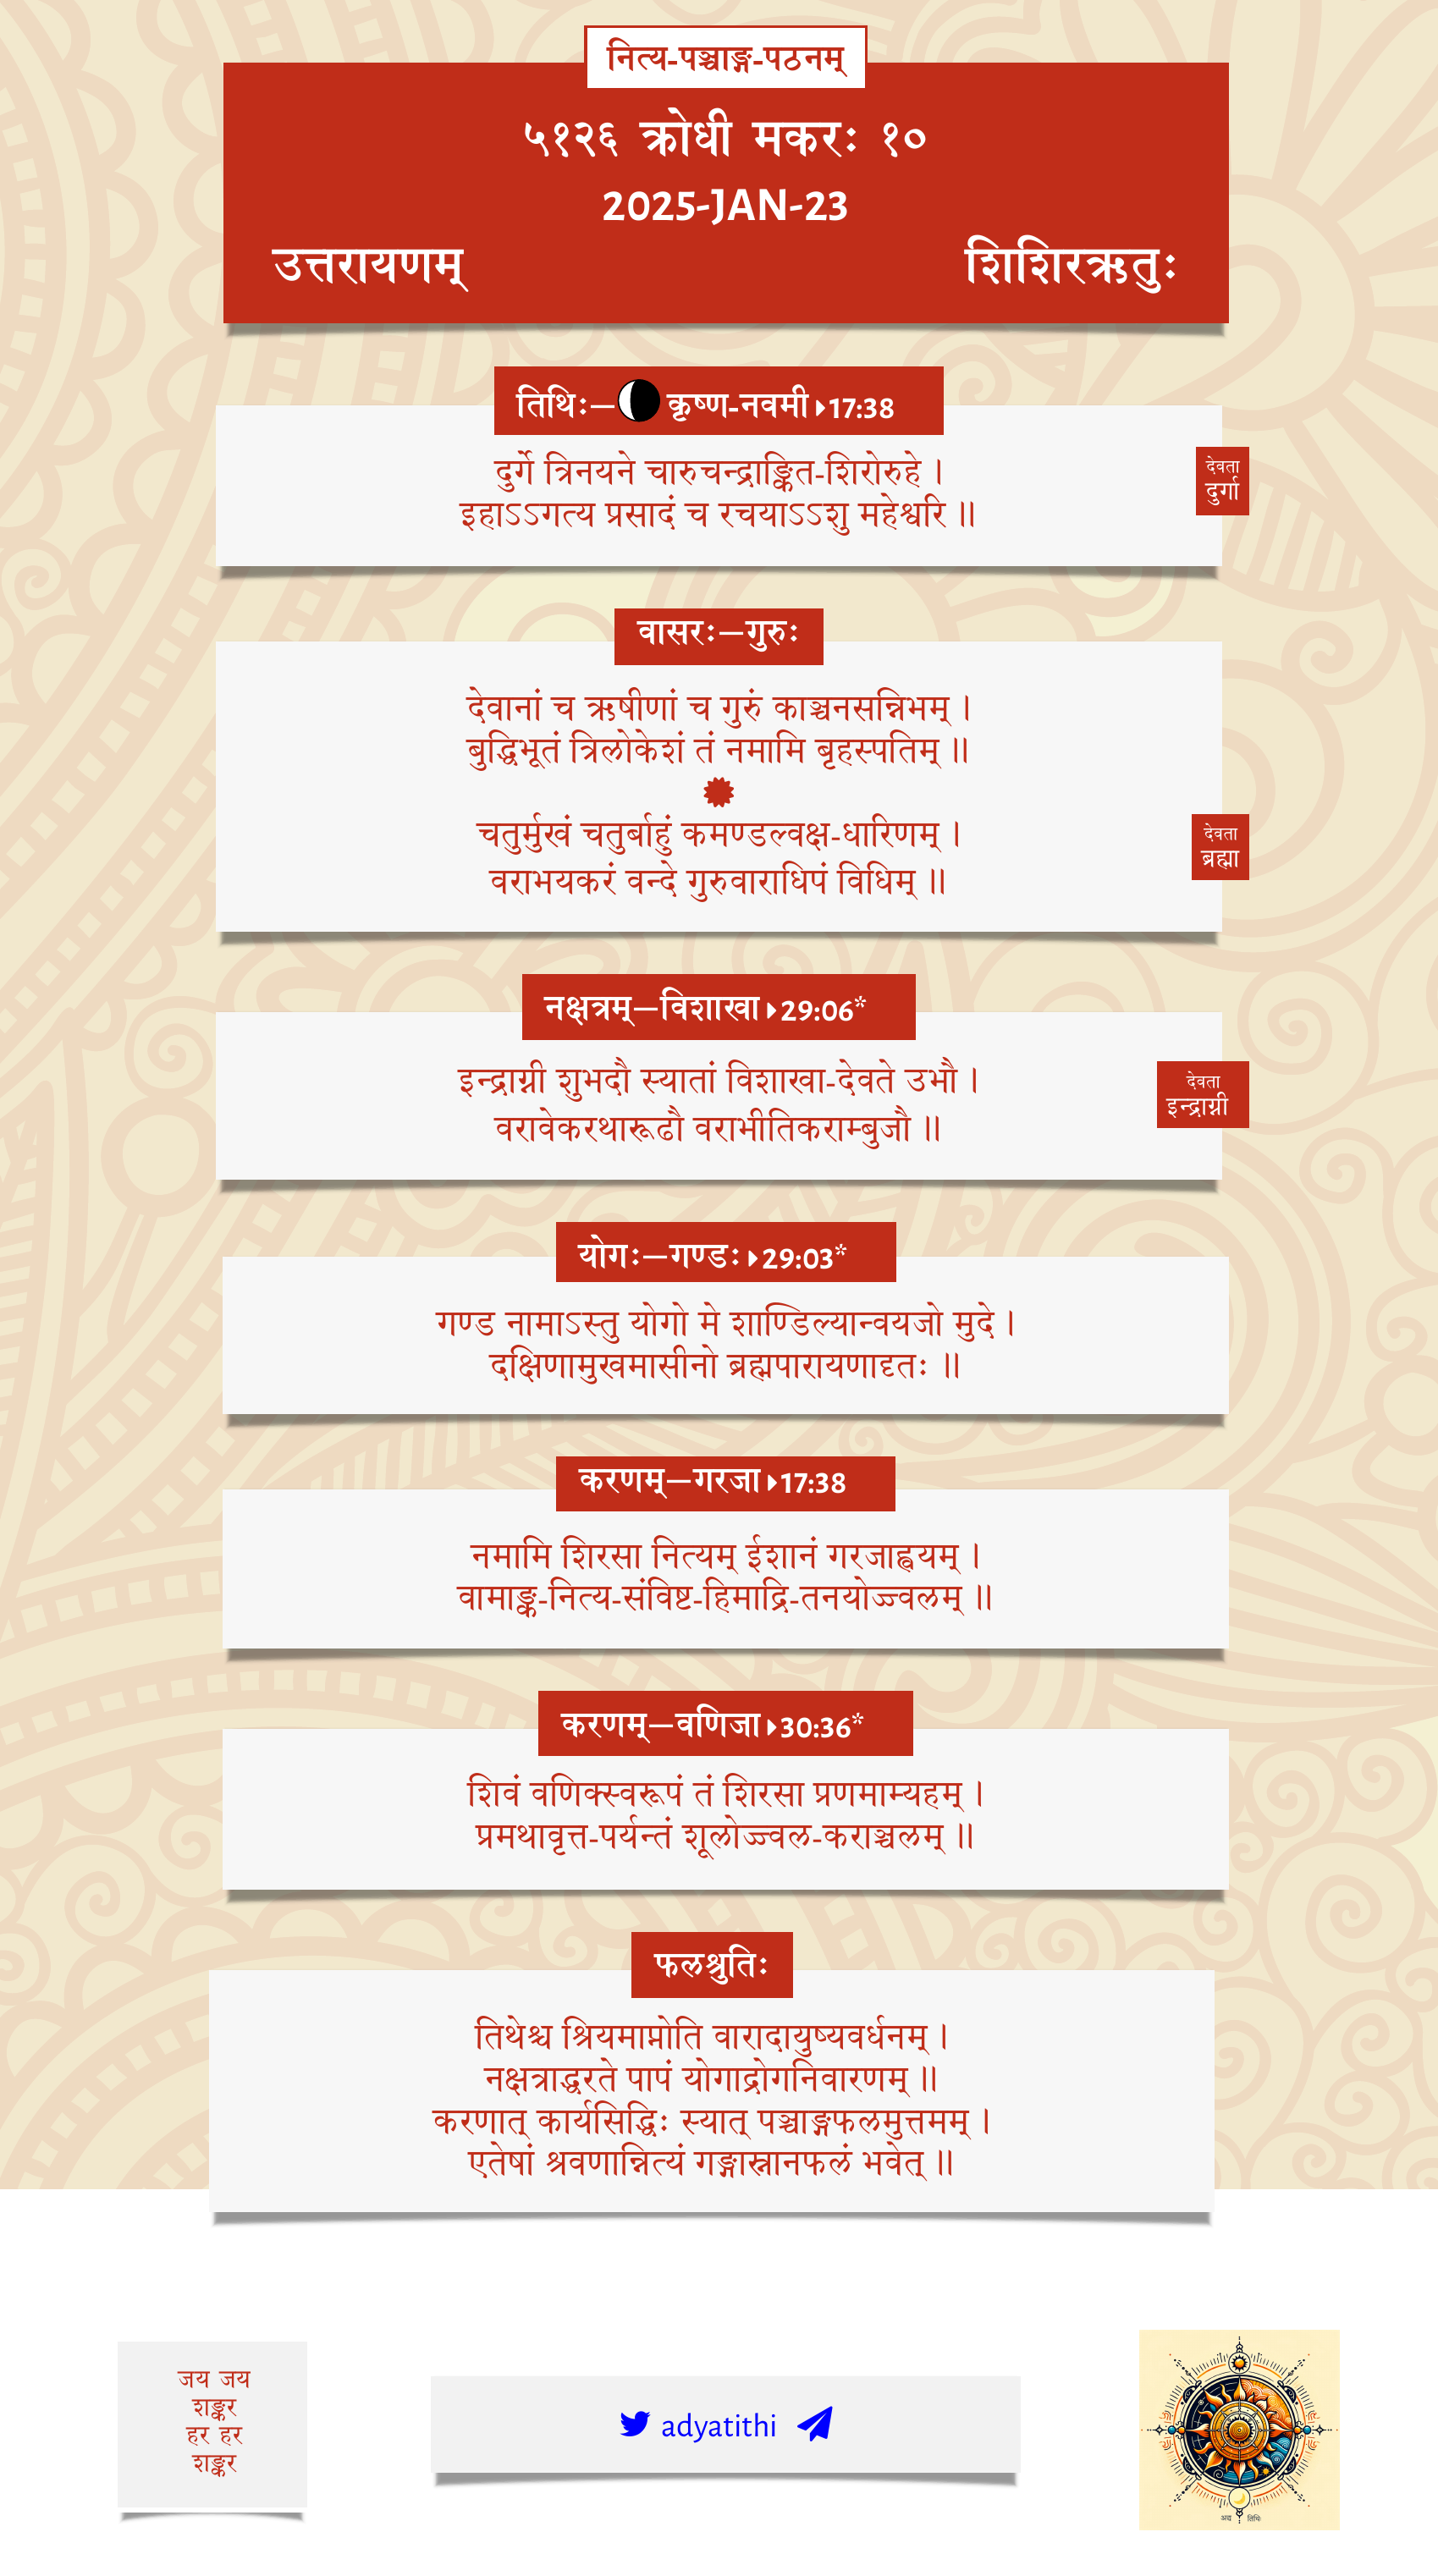 नित्य-पञ्चाङ्ग-पठनम्
५१२६ क्रोधी मकरः १०
2025-JAN-23
उत्तरायणम्
शिशिरऋतुः
तिथिः—कृष्ण-नवमी 17:38
दुर्गे त्रिनयने चारुचन्द्राङ्कित-शिरोरुहे ।
इहाऽऽगत्य प्रसादं च रचयाऽऽशु महेश्वरि ॥
देवता
दुर्गा
वासरः—गुरुः
देवानां च ऋषीणां च गुरुं काञ्चनसन्निभम् ।
बुद्धिभूतं त्रिलोकेशं तं नमामि बृहस्पतिम् ॥
चतुर्मुखं चतुर्बाहुं कमण्डल्वक्ष-धारिणम् ।
वराभयकरं वन्दे गुरुवाराधिपं विधिम् ॥
देवता
ब्रह्मा
नक्षत्रम्—विशाखा 29:06*
इन्द्राग्नी शुभदौ स्यातां विशाखा-देवते उभौ ।
वरावेकरथारूढौ वराभीतिकराम्बुजौ ॥
देवता
इन्द्राग्नी
योगः—गण्डः 29:03*
गण्ड नामाऽस्तु योगो मे शाण्डिल्यान्वयजो मुदे ।
दक्षिणामुखमासीनो ब्रह्मपारायणादृतः ॥
करणम्—गरजा 17:38
नमामि शिरसा नित्यम् ईशानं गरजाह्वयम् ।
वामाङ्क-नित्य-संविष्ट-हिमाद्रि-तनयोज्ज्वलम् ॥
करणम्—वणिजा 30:36*
शिवं वणिक्स्वरूपं तं शिरसा प्रणमाम्यहम् ।
प्रमथावृत्त-पर्यन्तं शूलोज्ज्वल-कराञ्चलम् ॥
फलश्रुतिः
तिथेश्च श्रियमाप्नोति वारादायुष्यवर्धनम् ।
नक्षत्राद्धरते पापं योगाद्रोगनिवारणम् ॥
करणात् कार्यसिद्धिः स्यात् पञ्चाङ्गफलमुत्तमम् ।
एतेषां श्रवणान्नित्यं गङ्गास्नानफलं भवेत् ॥
जय जय
शङ्कर
हर हर
शङ्कर
adyatithi
अद्य तिथिः